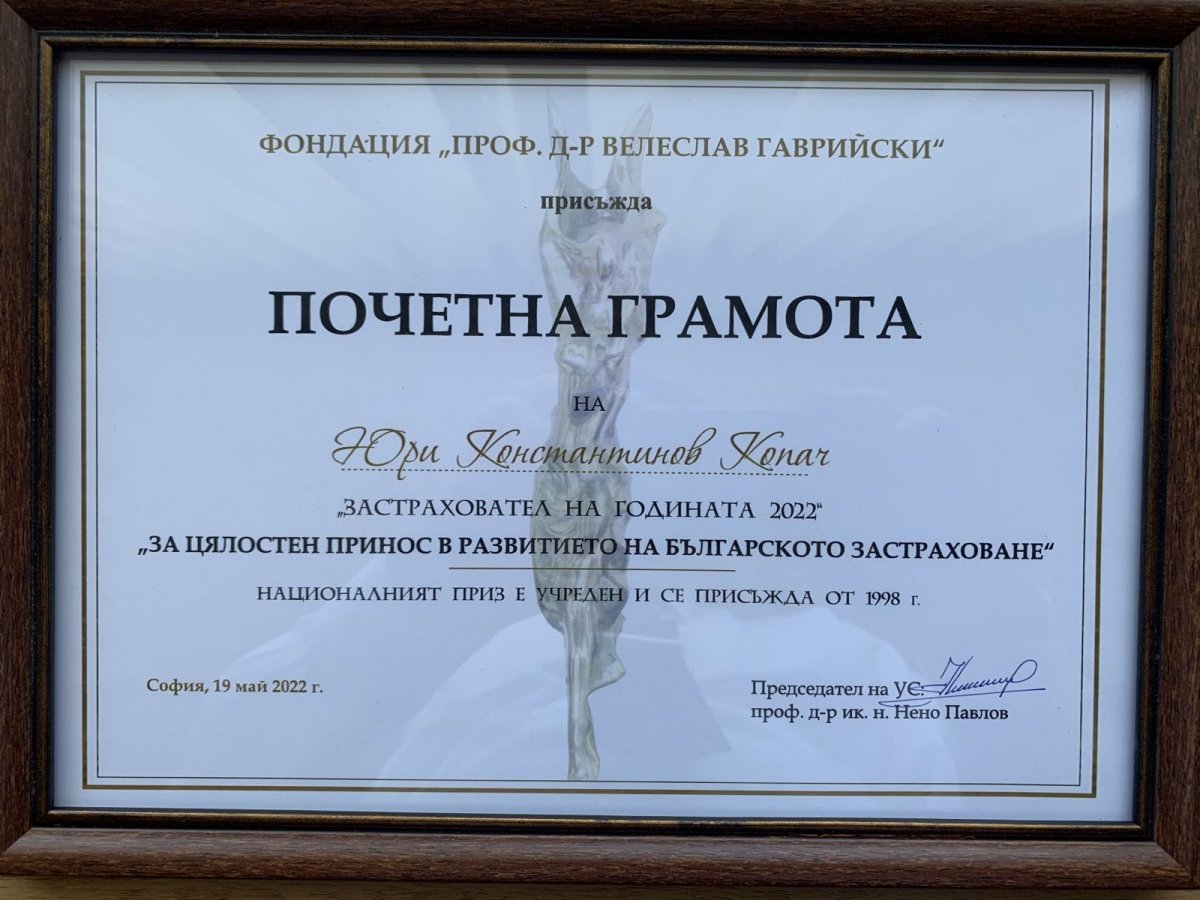 ФОНДАЦИЯ „ПРОФ. Д-Р ВЕЛЕСЛАВ ГАВРИЙСКИ“
присъжда
ПОЧЕТНА ГРАМОТА
НА
Юри Константинов Копач
„ЗАСТРАХОВАТЕЛ НА ГОДИНАТА 2022“
„ЗА ЦЯЛОСТЕН ПРИНОС В РАЗВИТИЕТО НА БЪЛГАРСКОТО ЗАСТРАХОВАНЕ“
НАЦИОНАЛНИЯТ ПРИЗ Е УЧРЕДЕН И СЕ ПРИСЪЖДА ОТ 1998 г.
София, 19 май 2022 г.
Председател на УС:
проф. д-р ик. н. Нено Павлов